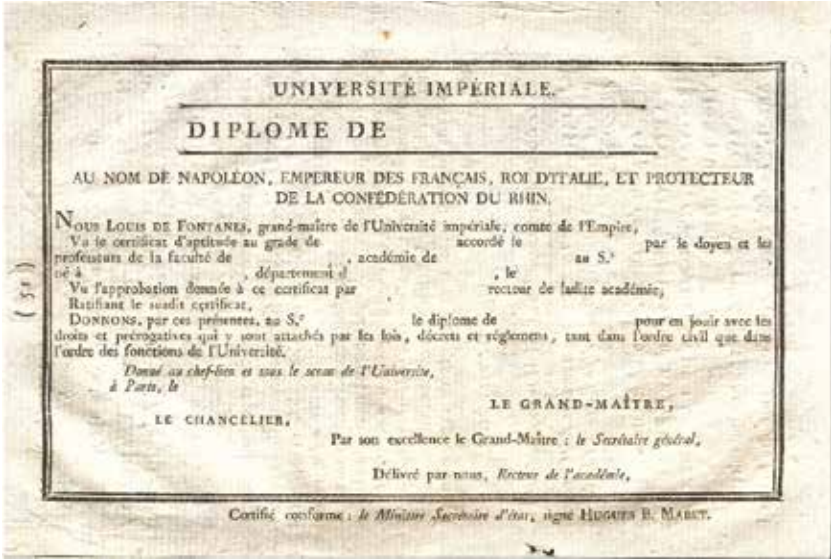 UNIVERSITÉ IMPÉRIALE.
DIPLOME DE
AU NOM DE NAPOLÉON, EMPEREUR DES FRANÇAIS, ROI D'ITALIE, ET PROTECTEUR
DE LA CONFÉDÉRATION DU RHIN.
NOUS LOUIS DE FONTANES, grand-maître de l'Université impériale, comte de l'Empire,
Vu le certificat d'aptitude au grade de accordé le par le doyen et les
professeurs de la faculté de , académie de au S.r
né à , département d , le
Vu l'approbation donnée à ce certificat par recteur de ladite académie,
Ratifiant le susdit certificat,
DONNONS, par ces présentes, au S.r le diplome de pour en jouir avec les
droits et prérogatives qui y sont attachés par les lois, décrets et réglemens, tant dans l'ordre civil que dans
l'ordre des fonctions de l'Université.
Donné au chef-lieu et sous le sceau de l'Université,
à Paris, le
LE GRAND-MAÎTRE,
LE CHANCELIER,
Par son excellence le Grand-Maître : le Secrétaire général,
Délivré par nous, Recteur de l'académie,
Certifié conforme : le Ministre Secrétaire d'état, signé HUGUES B. MARET.
(51)